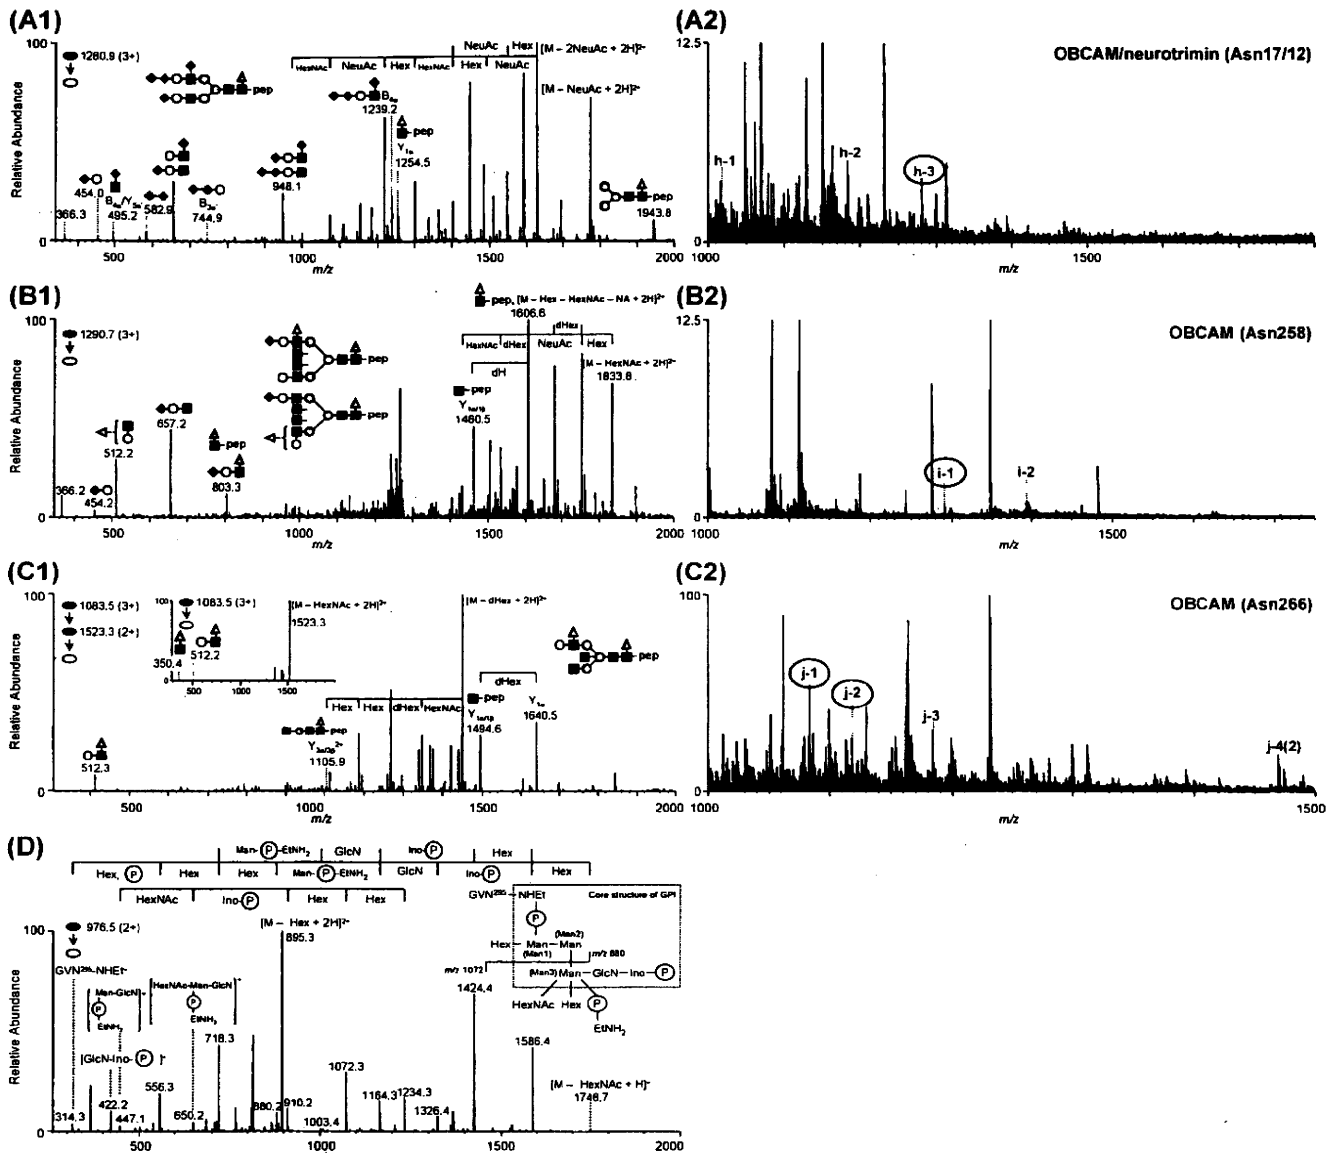 (A1)
100
Relative Abundance
0
1280.9 (3+)
pep
HexNAc
NeuAc
Hex
HexNAc
Hex
NeuAc
NeuAc
Hex
[M – 2NeuAc + 2H]
[M – NeuAc + 2H]
1239.2
pep
1254.5
366.3
454.0
495.2
582.9
744.9
948.1
pep
1943.8
500
1000
1500
2000
m/z
(A2)
12.5
OBCAM/neurotrimin (Asn17/12)
h-1
h-2
h-3
0
1000
1500
m/z
(B1)
100
Relative Abundance
0
1290.7 (3+)
pep
pep
pep, [M – Hex – HexNAc – NA + 2H]
1606.6
dHex
HexNAc
dHex
NeuAc
Hex
dH
[M – HexNAc + 2H]
1833.8
pep
1460.5
657.2
512.2
pep
803.3
366.2
454.2
500
1000
1500
2000
m/z
(B2)
12.5
OBCAM (Asn258)
i-1
i-2
0
1000
1500
m/z
(C1)
100
Relative Abundance
0
1083.5 (3+)
1523.3 (2+)
100
1083.5 (3+)
[M – HexNAc + 2H]
1523.3
350.4
512.2
0
500
1000
1500
[M – dHex + 2H]
pep
dHex
Hex
Hex
dHex
HexNAc
pep
1494.6
1640.5
pep
1105.9
512.3
500
1000
1500
2000
m/z
(C2)
100
OBCAM (Asn266)
j-1
j-2
j-3
j-4(2)
0
1000
1500
m/z
(D)
Man-P-EtNH2
GlcN
Ino-P
Hex
Hex, P
Hex
Hex
Man-P-EtNH2
GlcN
Ino-P
Hex
HexNAc
Ino-P
Hex
Hex
100
Relative Abundance
0
976.5 (2+)
[M – Hex + 2H]
895.3
Core structure of GPI
P
Hex
Man
Man
(Man1)
(Man2)
m/z 880
m/z 1072
(Man3)
Man
GlcN
Ino
P
HexNAc
Hex
P
EtNH2
Man-GlcN
P
EtNH2
HexNAc-Man-GlcN
P
EtNH2
[GlcN-Ino-P]
314.3
422.2
447.1
556.3
650.2
718.3
880.2
910.2
1003.4
1072.3
1164.3
1234.3
1326.4
1424.4
1586.4
[M – HexNAc + H]
1748.7
500
1000
1500
2000
m/z